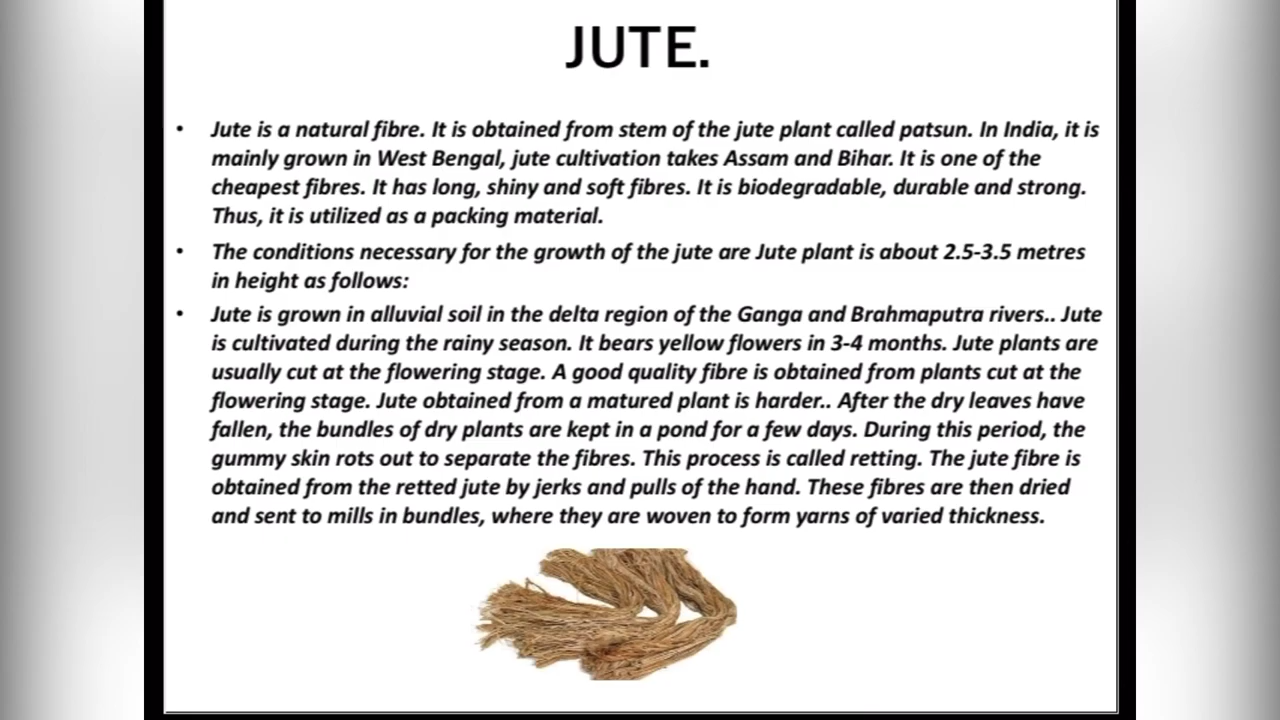 JUTE.
• Jute is a natural fibre. It is obtained from stem of the jute plant called patsun. In India, it is
mainly grown in West Bengal, jute cultivation takes Assam and Bihar. It is one of the
cheapest fibres. It has long, shiny and soft fibres. It is biodegradable, durable and strong.
Thus, it is utilized as a packing material.
• The conditions necessary for the growth of the jute are Jute plant is about 2.5-3.5 metres
in height as follows:
• Jute is grown in alluvial soil in the delta region of the Ganga and Brahmaputra rivers.. Jute
is cultivated during the rainy season. It bears yellow flowers in 3-4 months. Jute plants are
usually cut at the flowering stage. A good quality fibre is obtained from plants cut at the
flowering stage. Jute obtained from a matured plant is harder.. After the dry leaves have
fallen, the bundles of dry plants are kept in a pond for a few days. During this period, the
gummy skin rots out to separate the fibres. This process is called retting. The jute fibre is
obtained from the retted jute by jerks and pulls of the hand. These fibres are then dried
and sent to mills in bundles, where they are woven to form yarns of varied thickness.